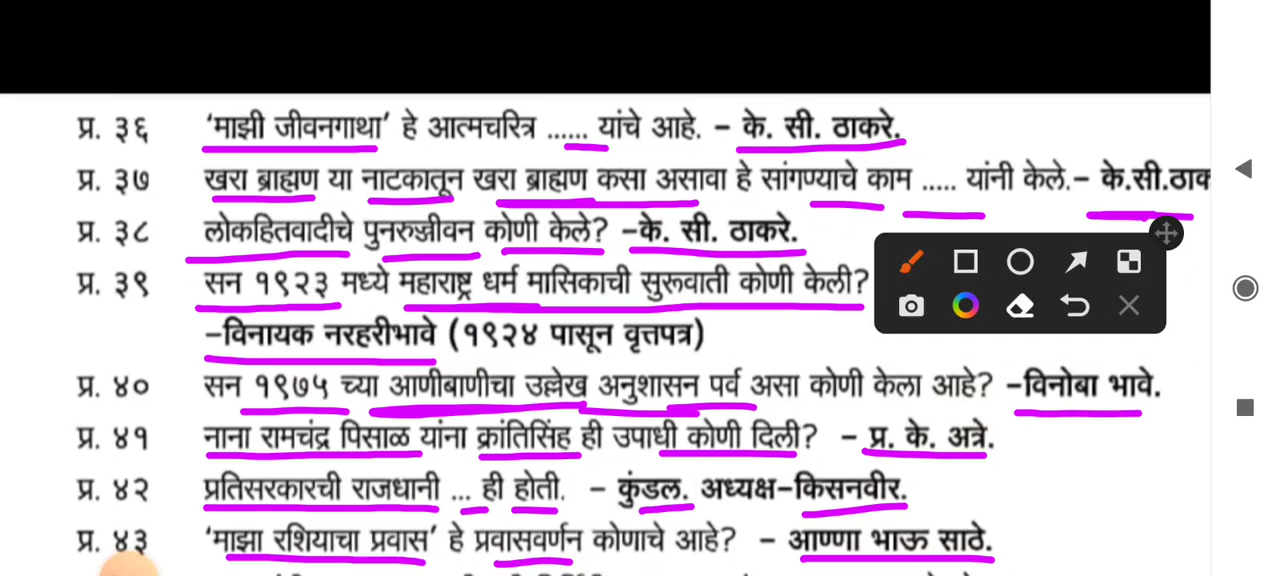 प्र. ३६ ‘माझी जीवनगाथा’ हे आत्मचरित्र ...... यांचे आहे. – के. सी. ठाकरे.
प्र. ३७ खरा ब्राह्मण या नाटकातून खरा ब्राह्मण कसा असावा हे सांगण्याचे काम ..... यांनी केले.– के.सी.ठाक
प्र. ३८ लोकहितवादीचे पुनरुज्जीवन कोणी केले? –के. सी. ठाकरे.
प्र. ३९ सन १९२३ मध्ये महाराष्ट्र धर्म मासिकाची सुरूवाती कोणी केली?
–विनायक नरहरीभावे (१९२४ पासून वृत्तपत्र)
प्र. ४० सन १९७५ च्या आणीबाणीचा उल्लेख अनुशासन पर्व असा कोणी केला आहे? –विनोबा भावे.
प्र. ४१ नाना रामचंद्र पिसाळ यांना क्रांतिसिंह ही उपाधी कोणी दिली? – प्र. के. अत्रे.
प्र. ४२ प्रतिसरकारची राजधानी ... ही होती. – कुंडल. अध्यक्ष–किसनवीर.
प्र. ४३ ‘माझा रशियाचा प्रवास’ हे प्रवासवर्णन कोणाचे आहे? – आण्णा भाऊ साठे.